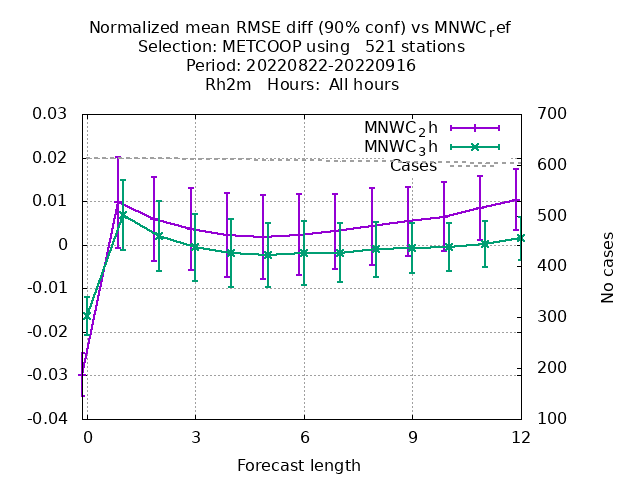 Normalized mean RMSE diff (90% conf) vs MNWC_ref
Selection: METCOOP using 521 stations
Period: 20220822-20220916
Rh2m Hours: All hours
MNWC_2h
MNWC_3h
Cases
0.03
0.02
0.01
0
-0.01
-0.02
-0.03
-0.04
700
600
500
400
300
200
100
No cases
0 3 6 9 12
Forecast length